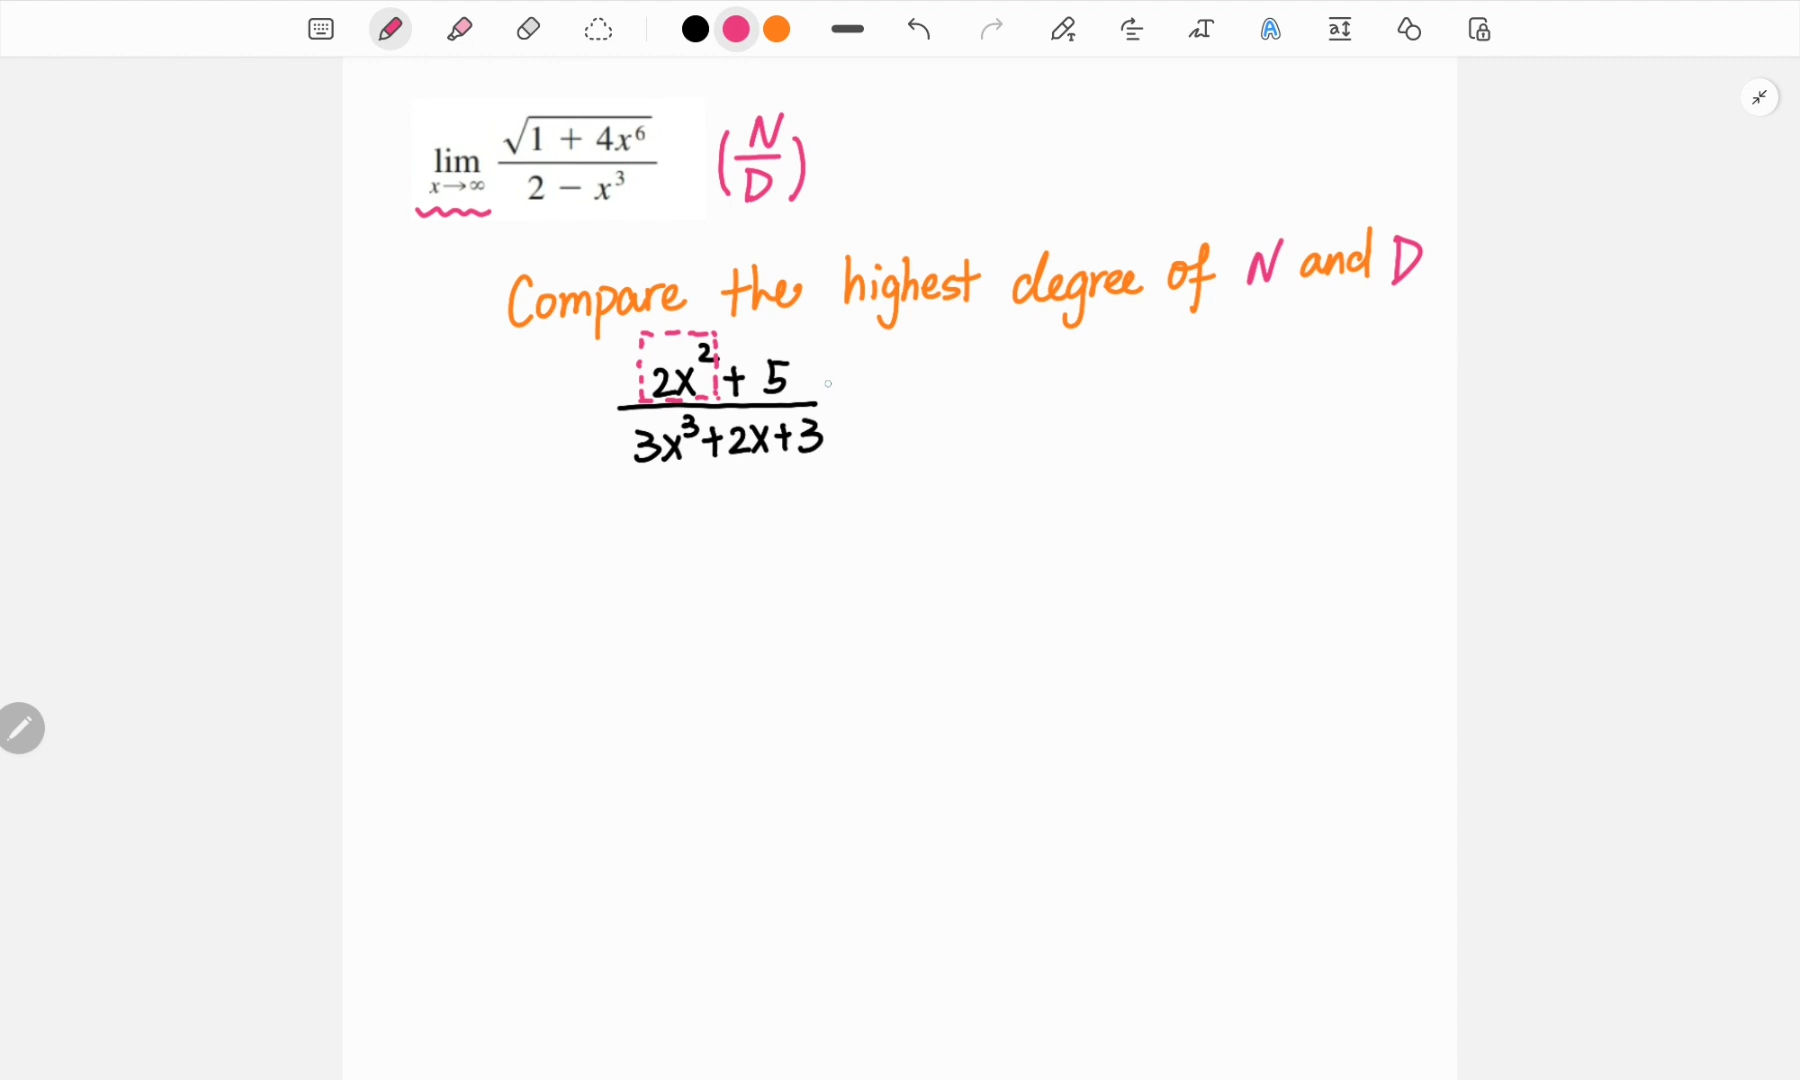 lim x→∞ √(1 + 4x⁶) / (2 − x³) (N/D)
Compare the highest degree of N and D
2x² + 5
3x³+2x+3